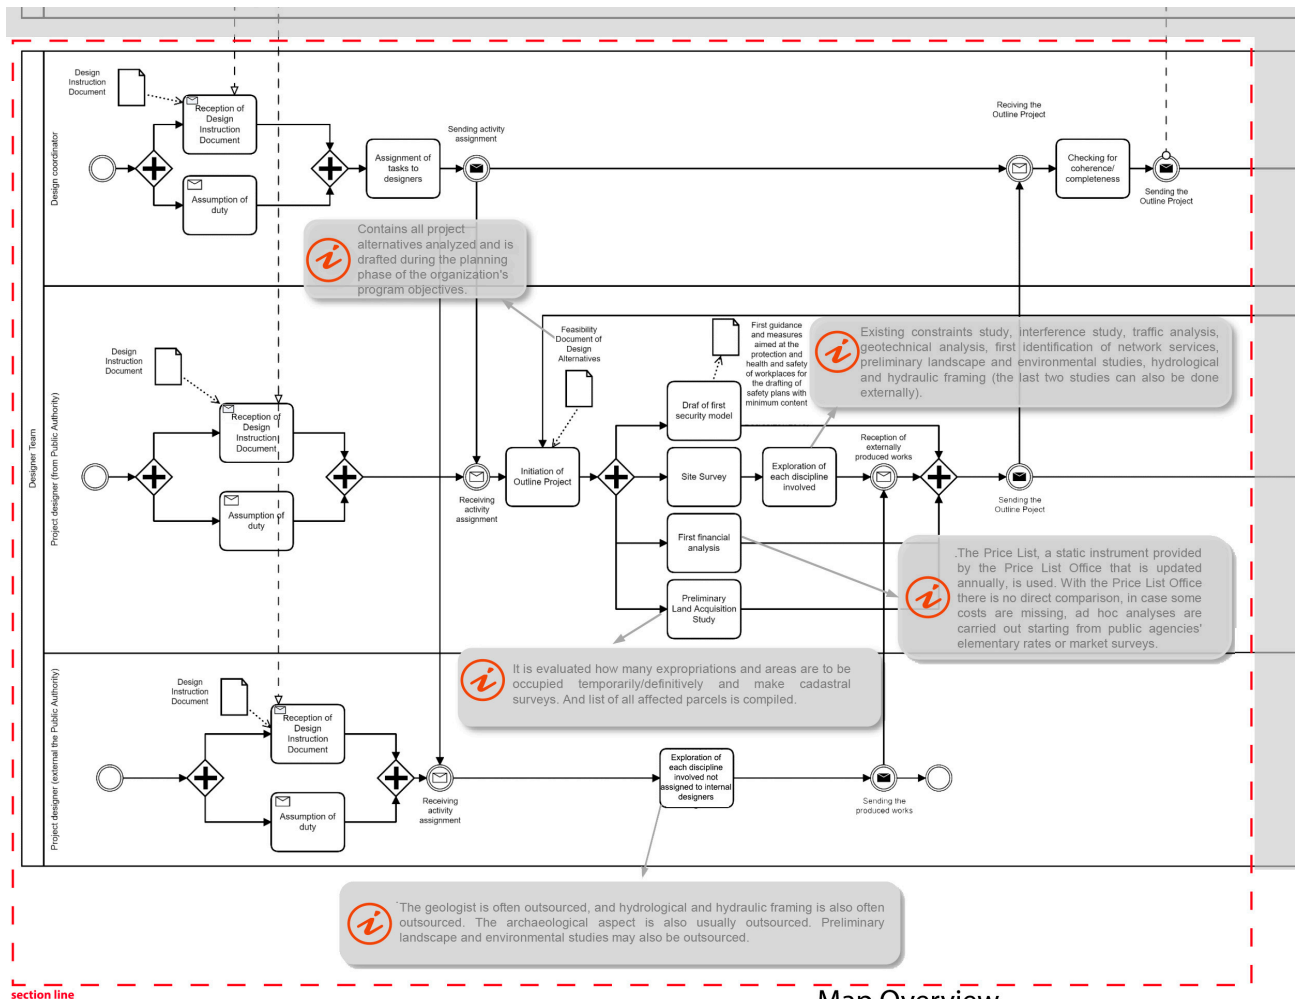 Design
Instruction
Document
Reception of
Design
Instruction
Document
Assumption of
duty
Assignment of
tasks to
designers
Sending activity
assignment
Reciving the
Outline Project
Checking for
coherence/
completeness
Sending the
Outline Project
Design coordinator
Contains all project
alternatives analyzed and is
drafted during the planning
phase of the organization's
program objectives.
Designer Team
Project designer (from Public Authority)
Design
Instruction
Document
Reception of
Design
Instruction
Document
Assumption of
duty
Feasibility
Document of
Design
Alternatives
Receiving
activity
assignment
Initiation of
Outline Project
First guidance
and measures
aimed at the
protection and
health and safety
of workplaces for
the drafting of
safety plans with
minimum content
Draf of first
security model
Site Survey
Exploration of
each discipline
involved
Reception of
externally
produced works
First financial
analysis
Preliminary
Land Acquisition
Study
Sending the
Outline Poject
Existing constraints study, interference study, traffic analysis,
geotechnical analysis, first identification of network services,
preliminary landscape and environmental studies, hydrological
and hydraulic framing (the last two studies can also be done
externally).
.The Price List, a static instrument provided
by the Price List Office that is updated
annually, is used. With the Price List Office
there is no direct comparison, in case some
costs are missing, ad hoc analyses are
carried out starting from public agencies'
elementary rates or market surveys.
It is evaluated how many expropriations and areas are to be
occupied temporarily/definitively and make cadastral
surveys. And list of all affected parcels is compiled.
Project designer (external the Public Authority)
Design
Instruction
Document
Reception of
Design
Instruction
Document
Assumption of
duty
Receiving
activity
assignment
Exploration of
each discipline
involved not
assigned to internal
designers
Sending the
produced works
The geologist is often outsourced, and hydrological and hydraulic framing is also often
outsourced. The archaeological aspect is also usually outsourced. Preliminary
landscape and environmental studies may also be outsourced.
section line
Map Overview